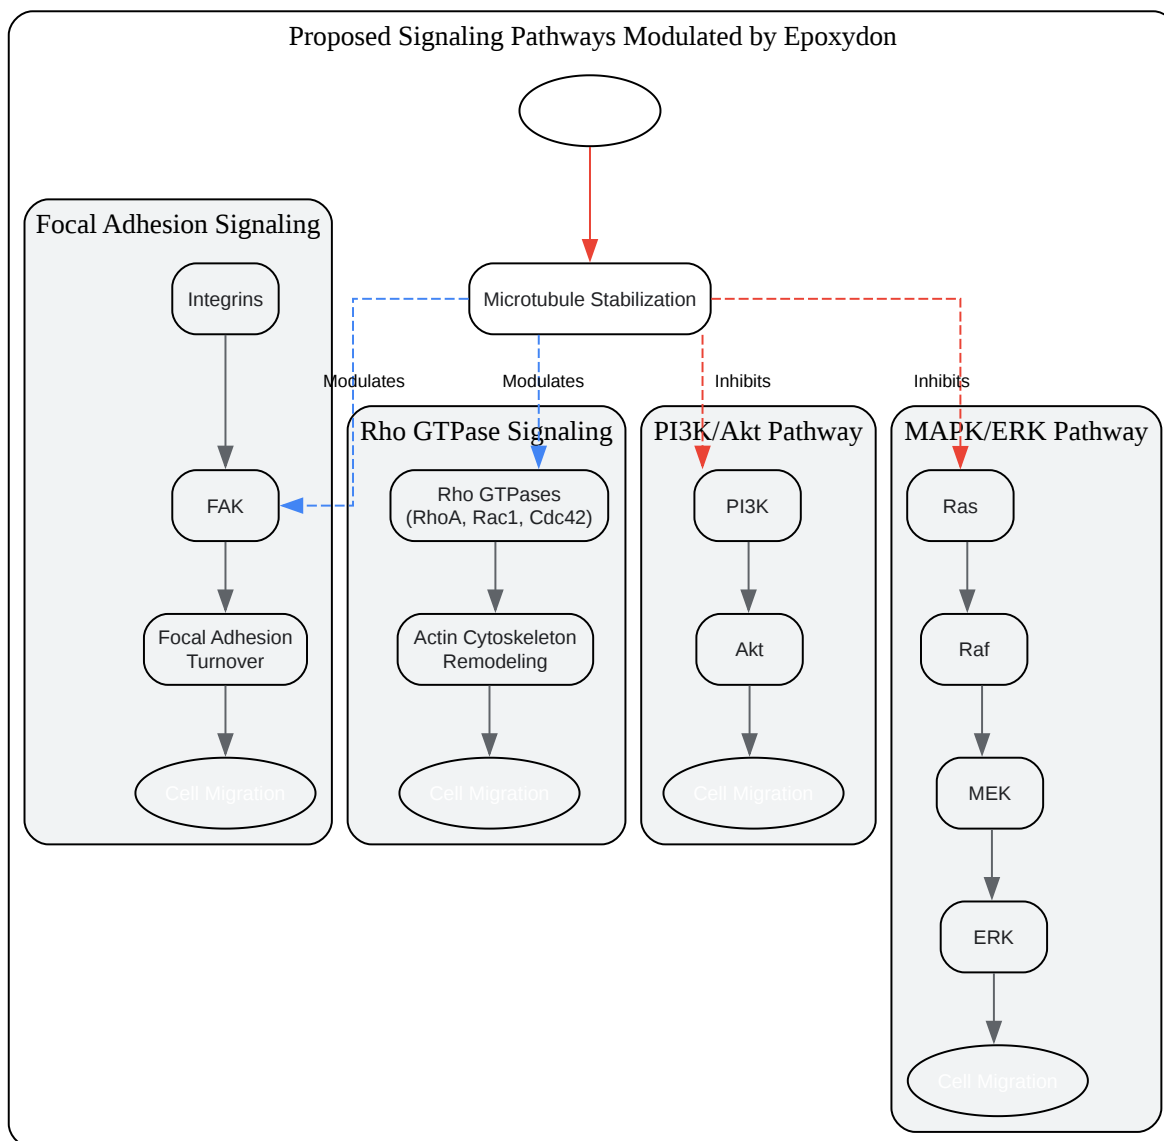 Proposed Signaling Pathways Modulated by Epoxydon
Focal Adhesion Signaling
Integrins
Microtubule Stabilization
Modulates
Modulates
Inhibits
Inhibits
Rho GTPase Signaling
PI3K/Akt Pathway
MAPK/ERK Pathway
FAK
Rho GTPases
(RhoA, Rac1, Cdc42)
PI3K
Ras
Focal Adhesion
Turnover
Actin Cytoskeleton
Remodeling
Akt
Raf
Cell Migration
Cell Migration
Cell Migration
MEK
ERK
Cell Migration